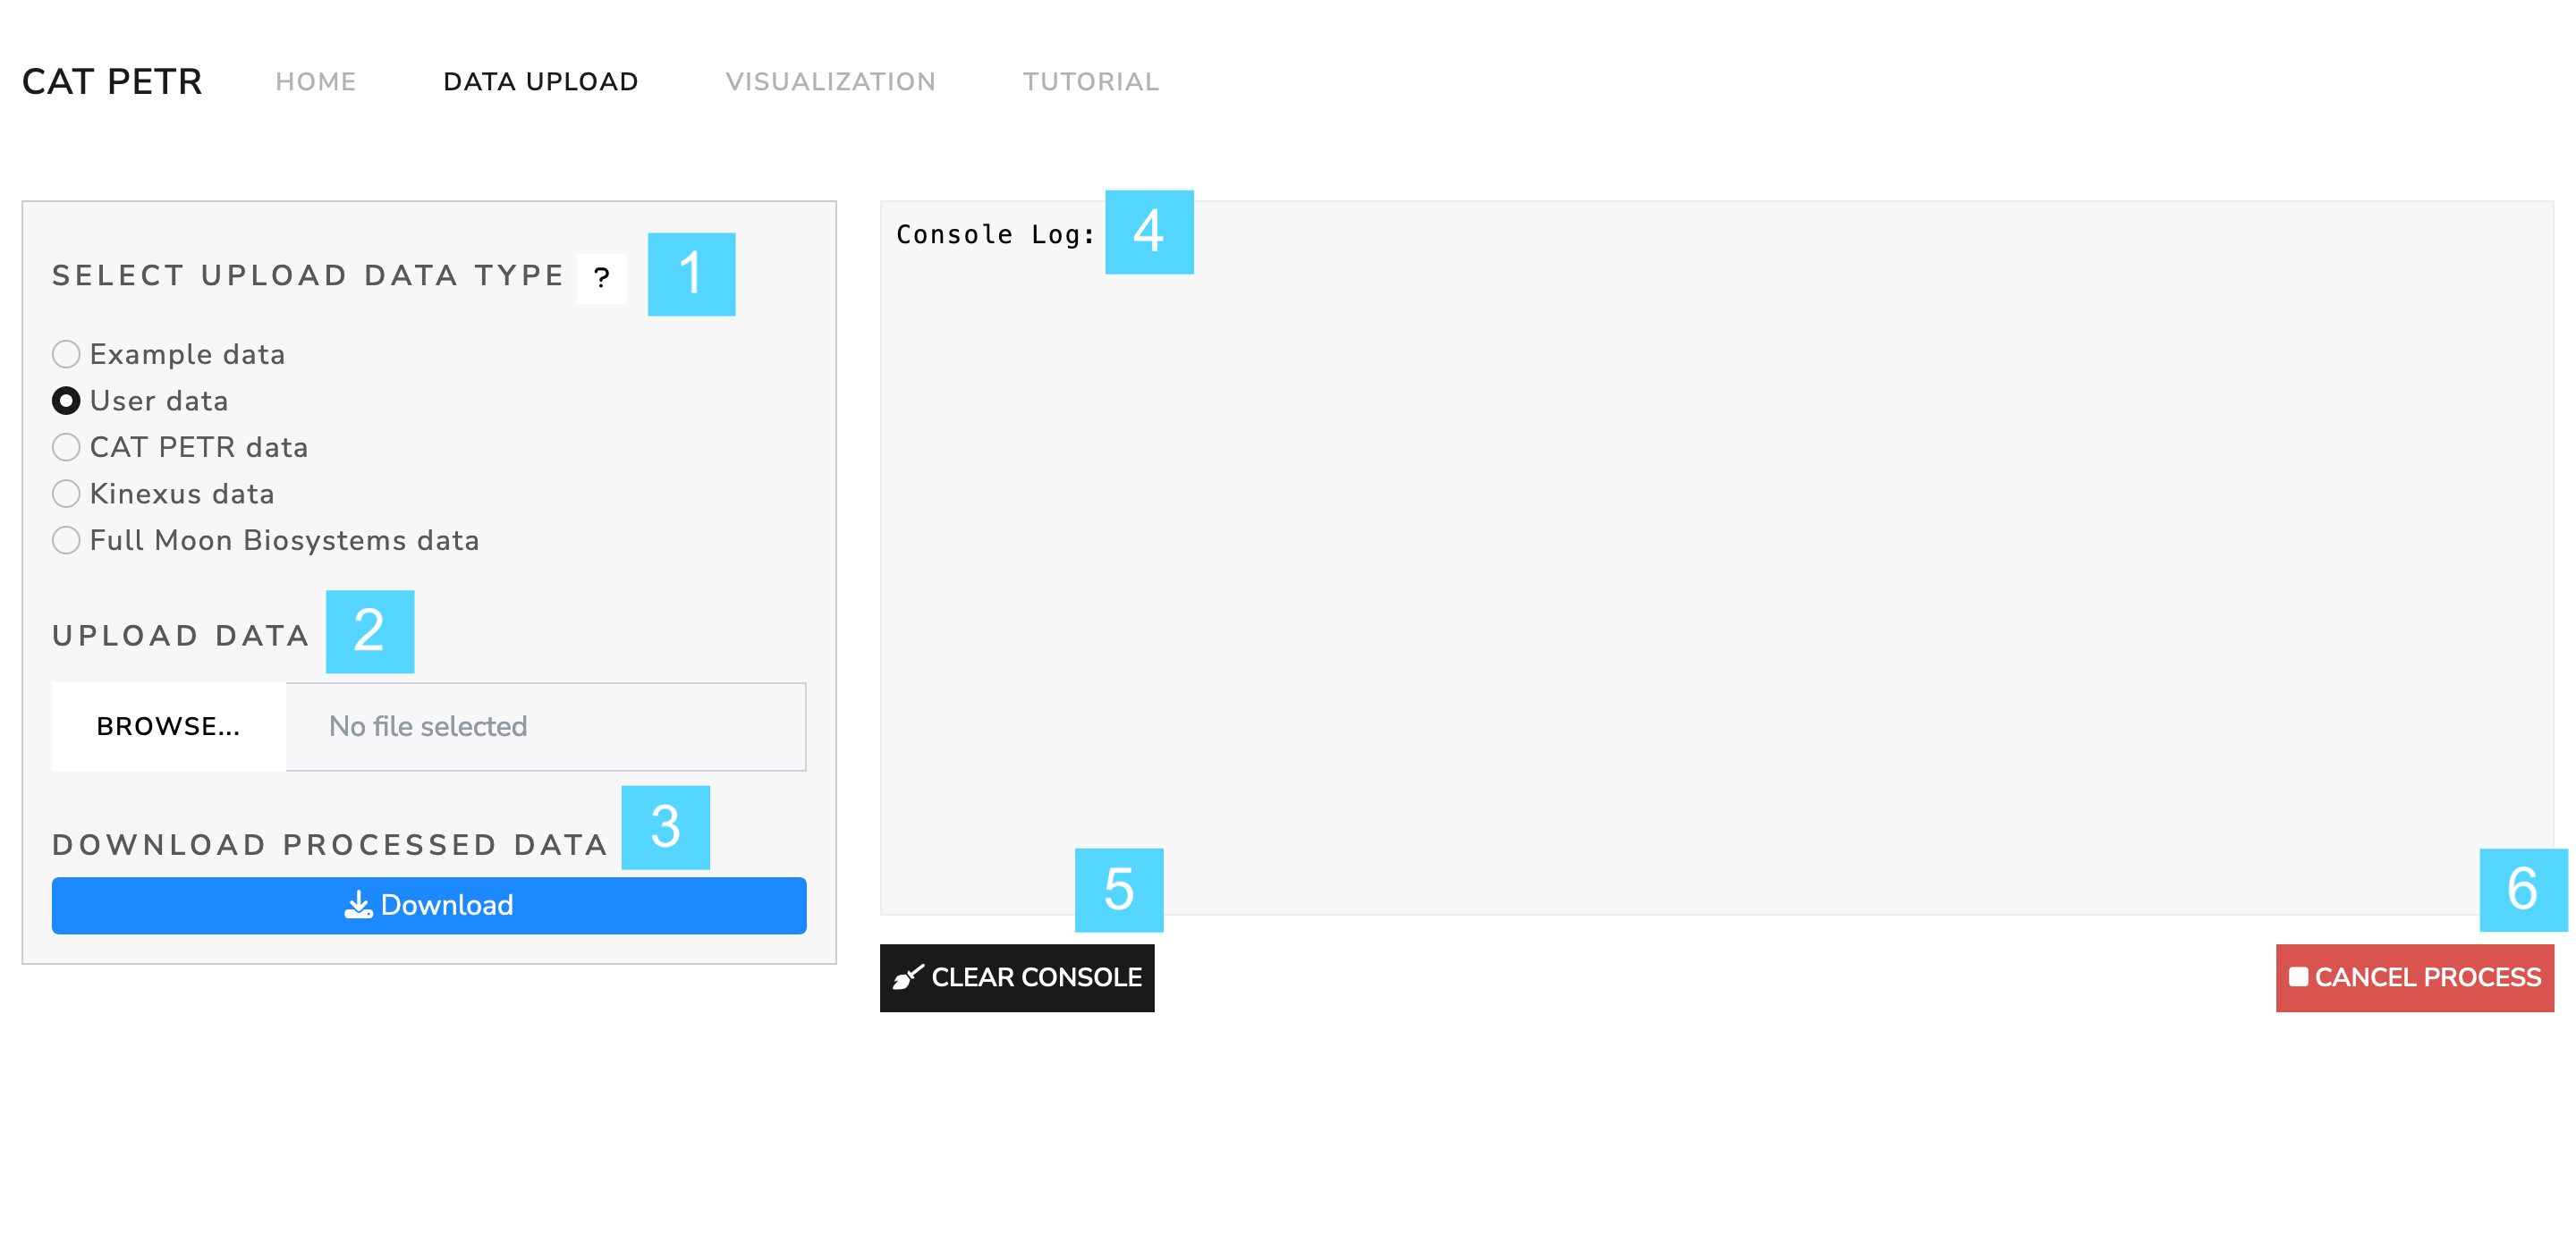 CAT PETR HOME DATA UPLOAD VISUALIZATION TUTORIAL
SELECT UPLOAD DATA TYPE ? 1
Example data
User data
CAT PETR data
Kinexus data
Full Moon Biosystems data
UPLOAD DATA 2
BROWSE... No file selected
DOWNLOAD PROCESSED DATA 3
Download
Console Log: 4
5
6
CLEAR CONSOLE
CANCEL PROCESS